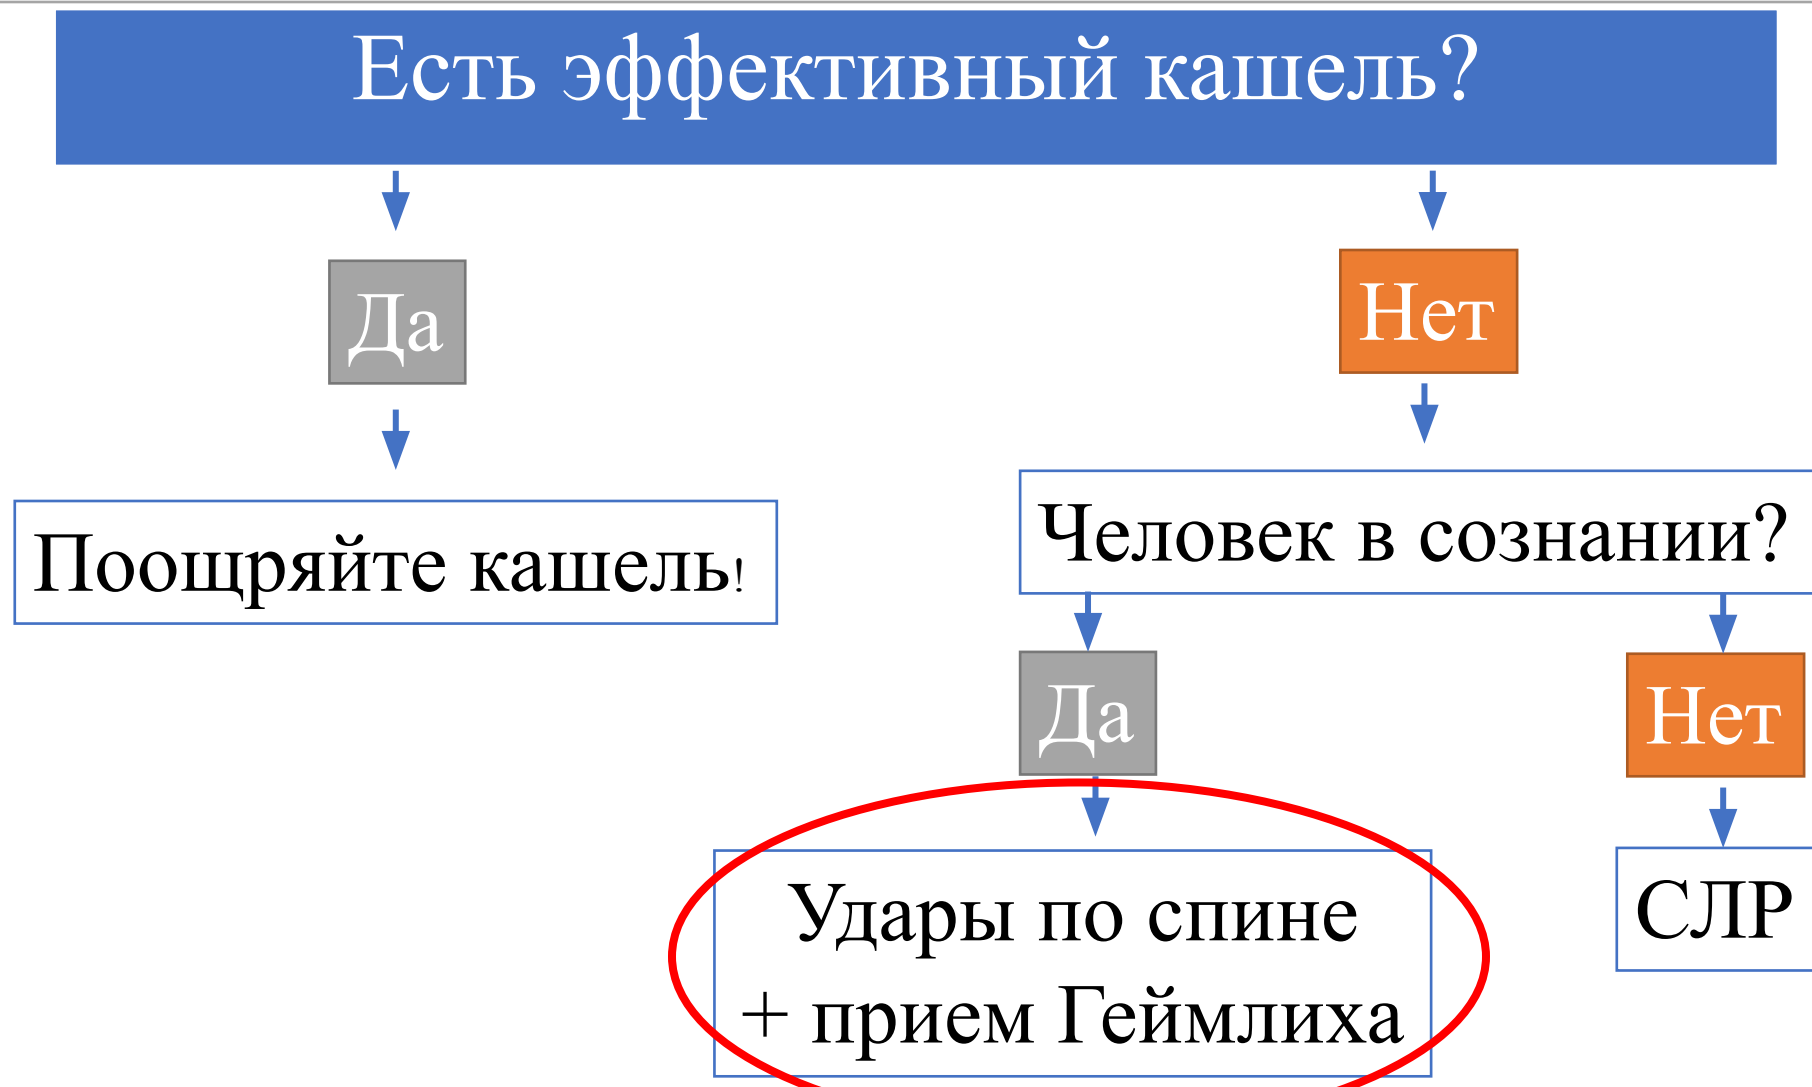 Есть эффективный кашель?
Да
Нет
Поощряйте кашель!
Человек в сознании?
Да
Нет
Удары по спине
+ прием Геймлиха
СЛР